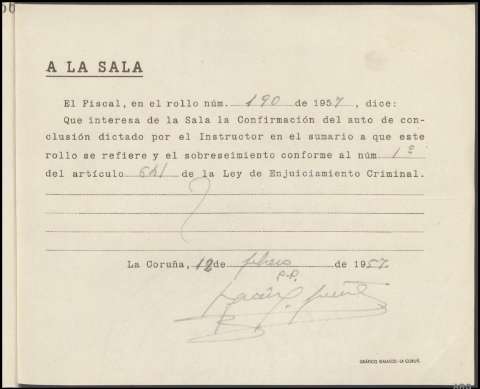 A LA SALA
El Fiscal, en el rollo núm. 190 de 1957, dice:
Que interesa de la Sala la Confirmación del auto de con-
clusión dictado por el Instructor en el sumario a que este
rollo se refiere y el sobreseimiento conforme al núm. 1º
del artículo 641 de la Ley de Enjuiciamiento Criminal.
La Coruña, 12 de febrero de 1957.
P.P.
GRÁFICO GALAICO.-LA CORUÑA